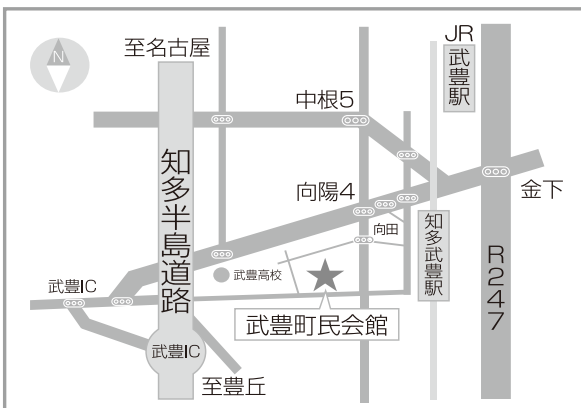 N
至名古屋
JR
武豊駅
中根5
知多半島道路
向陽4
金下
向田
知多武豊駅
武豊IC
武豊高校
R247
武豊町民会館
武豊IC
至豊丘